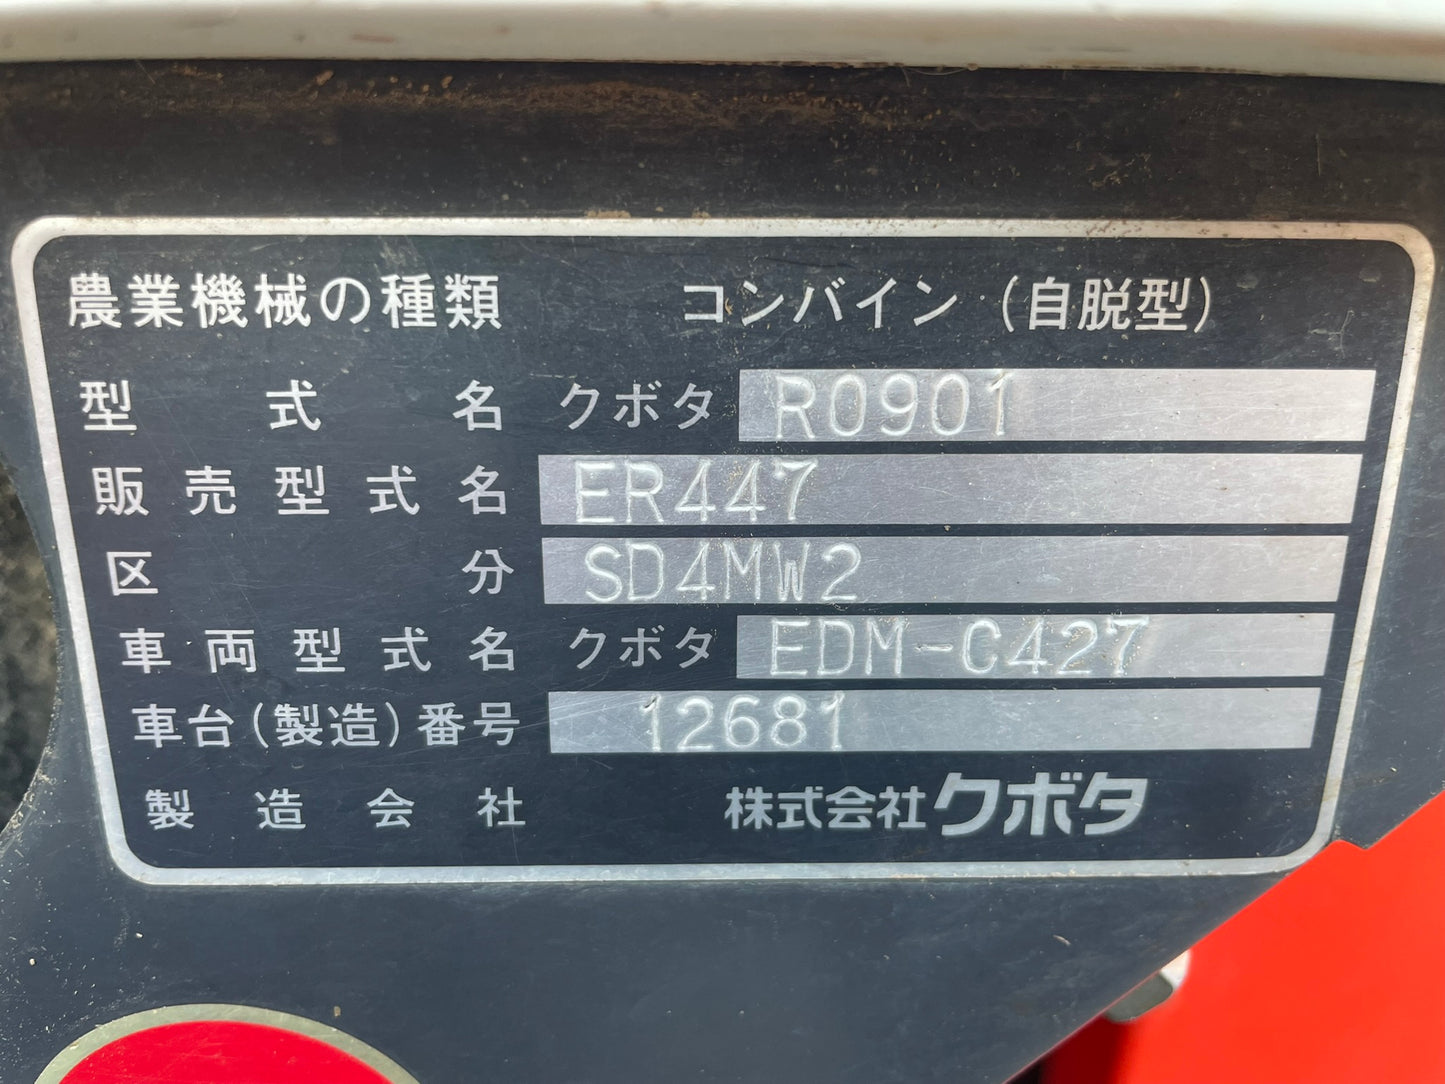 農業機械の種類 コンバイン (自脱型)
型式名 クボタ R0901
販売型式名 ER447
区分 SD4MW2
車両型式名 クボタ EDM-C427
車台(製造)番号 12681
製造会社 株式会社クボタ